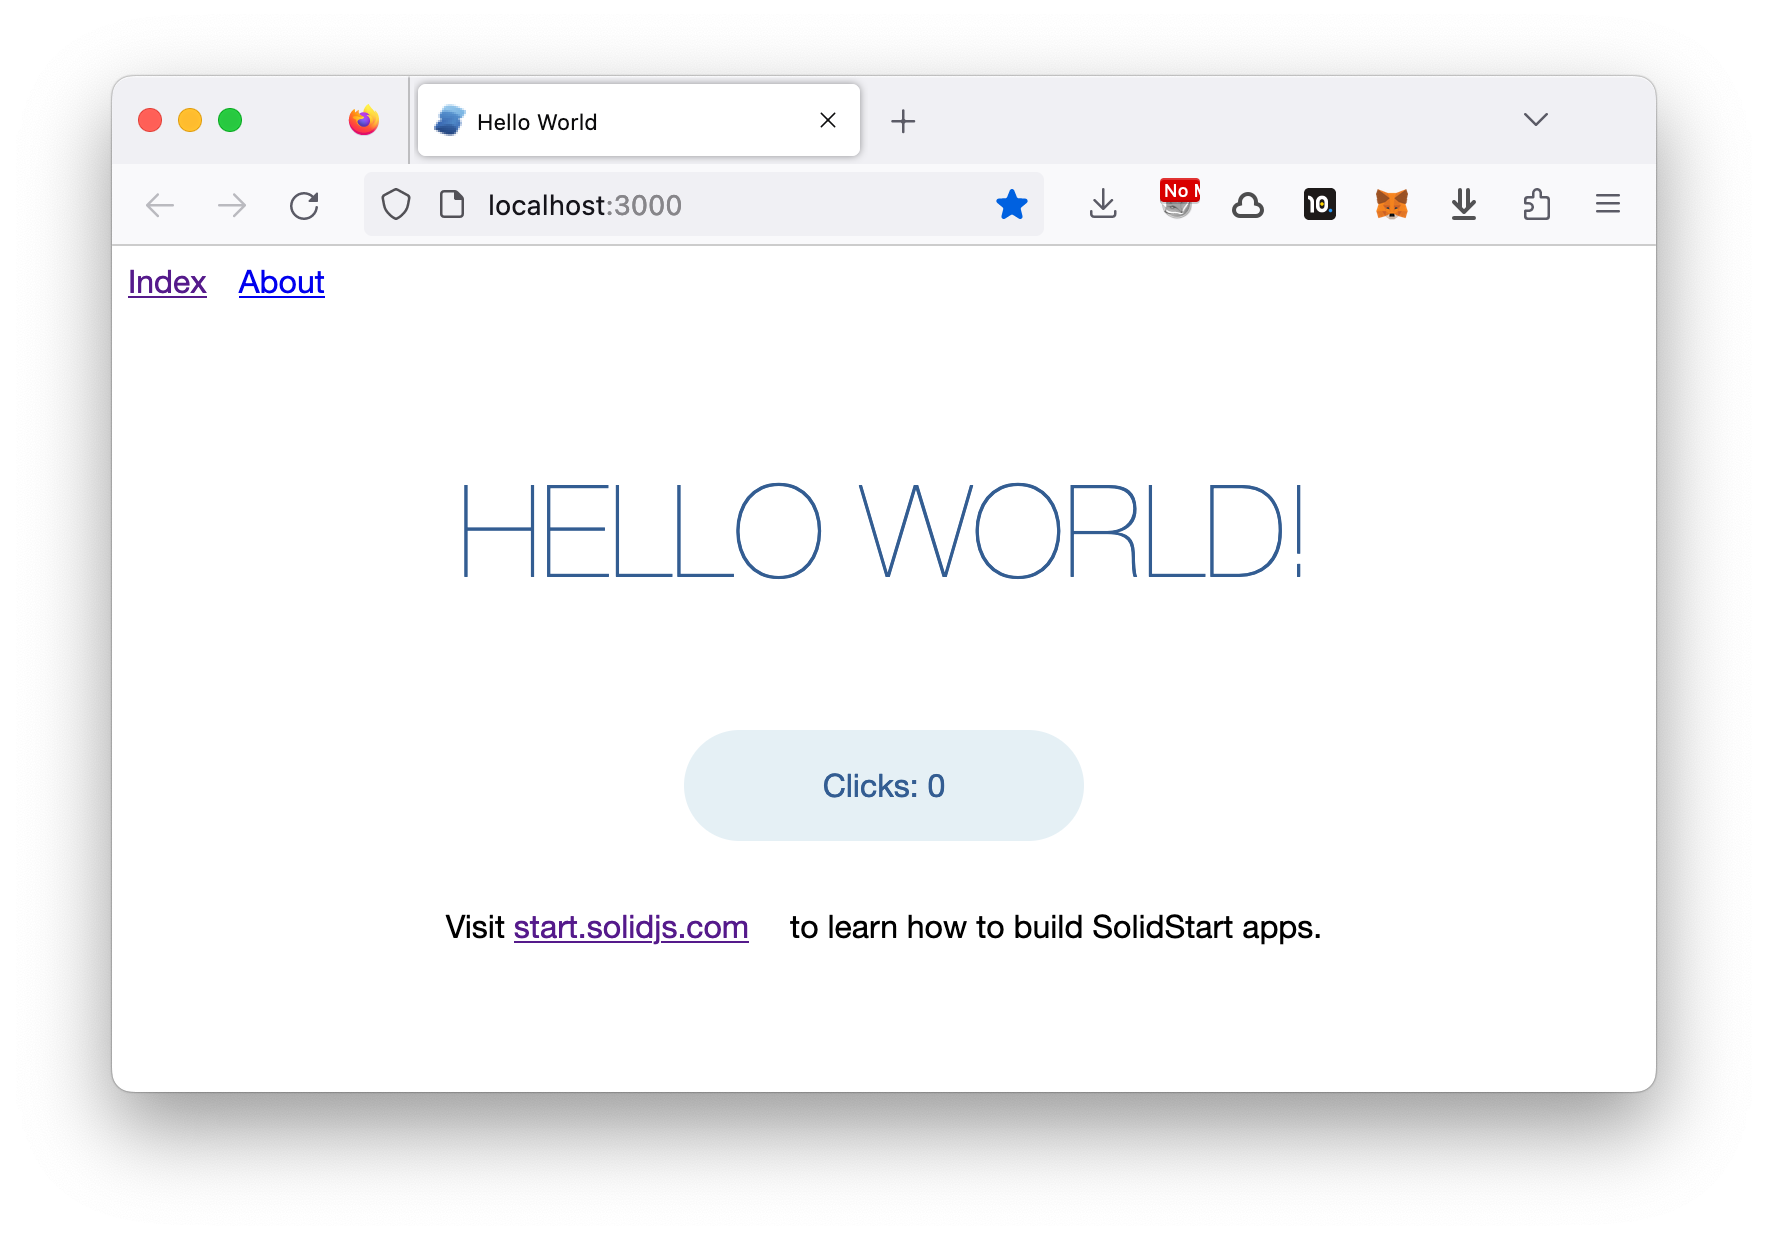 Hello World
localhost:3000
No
10.
Index About
HELLO WORLD!
Clicks: 0
Visit start.solidjs.com to learn how to build SolidStart apps.